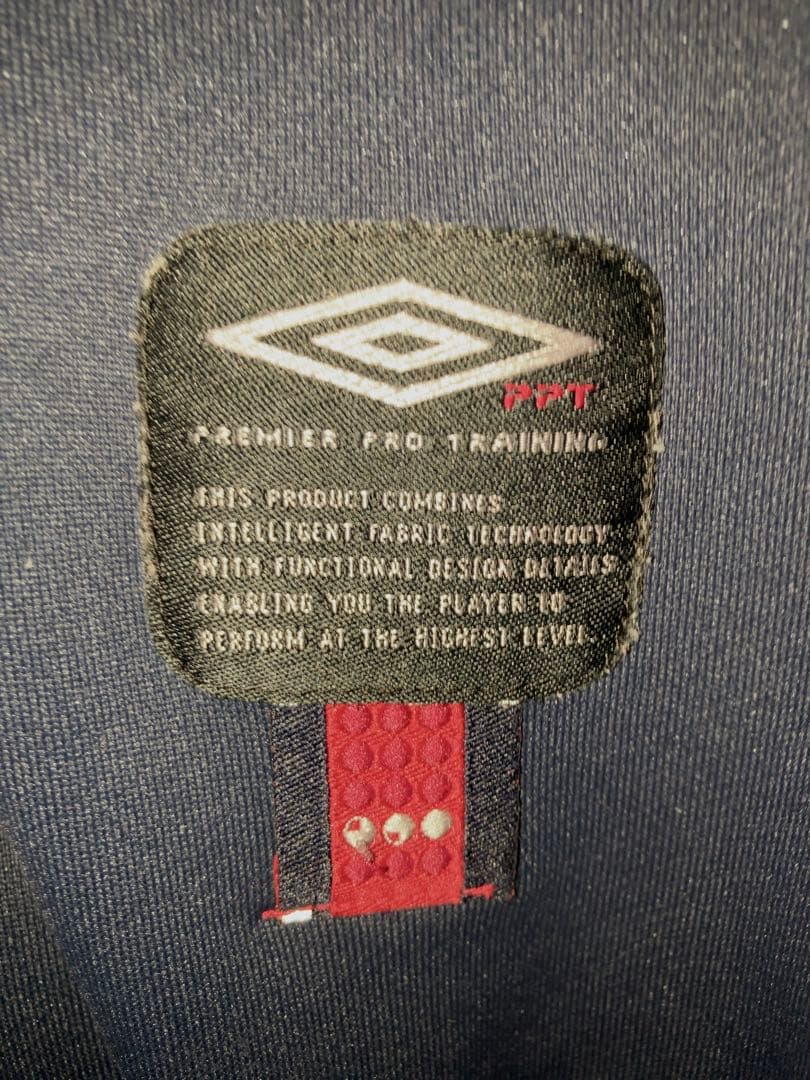 PPT
PREMIER PRO TRAINING
THIS PRODUCT COMBINES
INTELLIGENT FABRIC TECHNOLOGY
WITH FUNCTIONAL DESIGN DETAILS
ENABLING YOU THE PLAYER TO
PERFORM AT THE HIGHEST LEVEL.